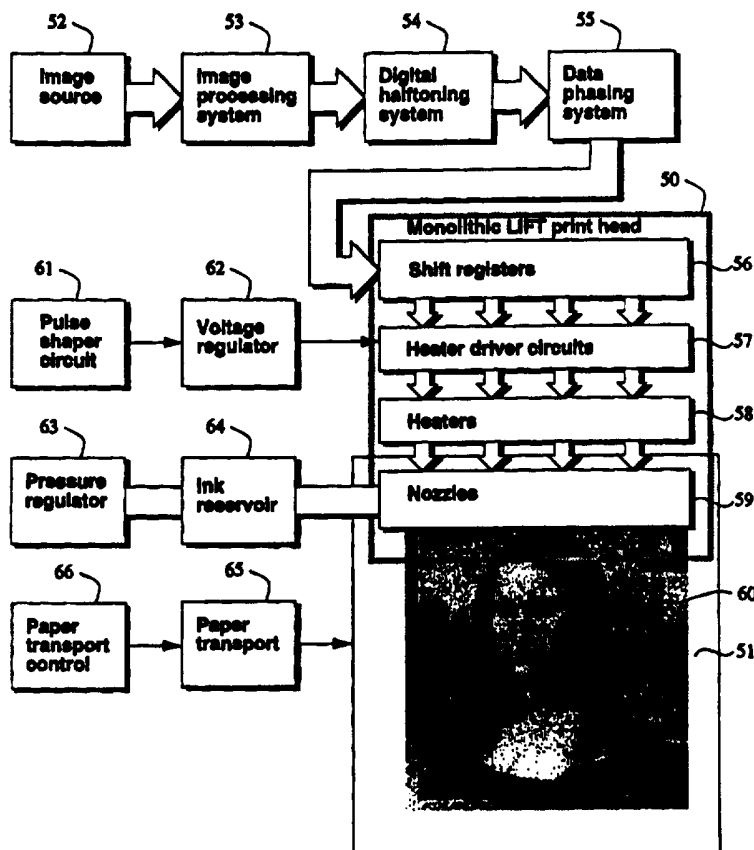 52
53
54
55
Image
source
Image
processing
system
Digital
halftoning
system
Data
phasing
system
50
Monolithic LIFT print head
Shift registers
56
61
62
Pulse
shaper
circuit
Voltage
regulator
Heater driver circuits
57
Heaters
58
63
64
Pressure
regulator
Ink
reservoir
Nozzles
59
66
65
Paper
transport
control
Paper
transport
60
51